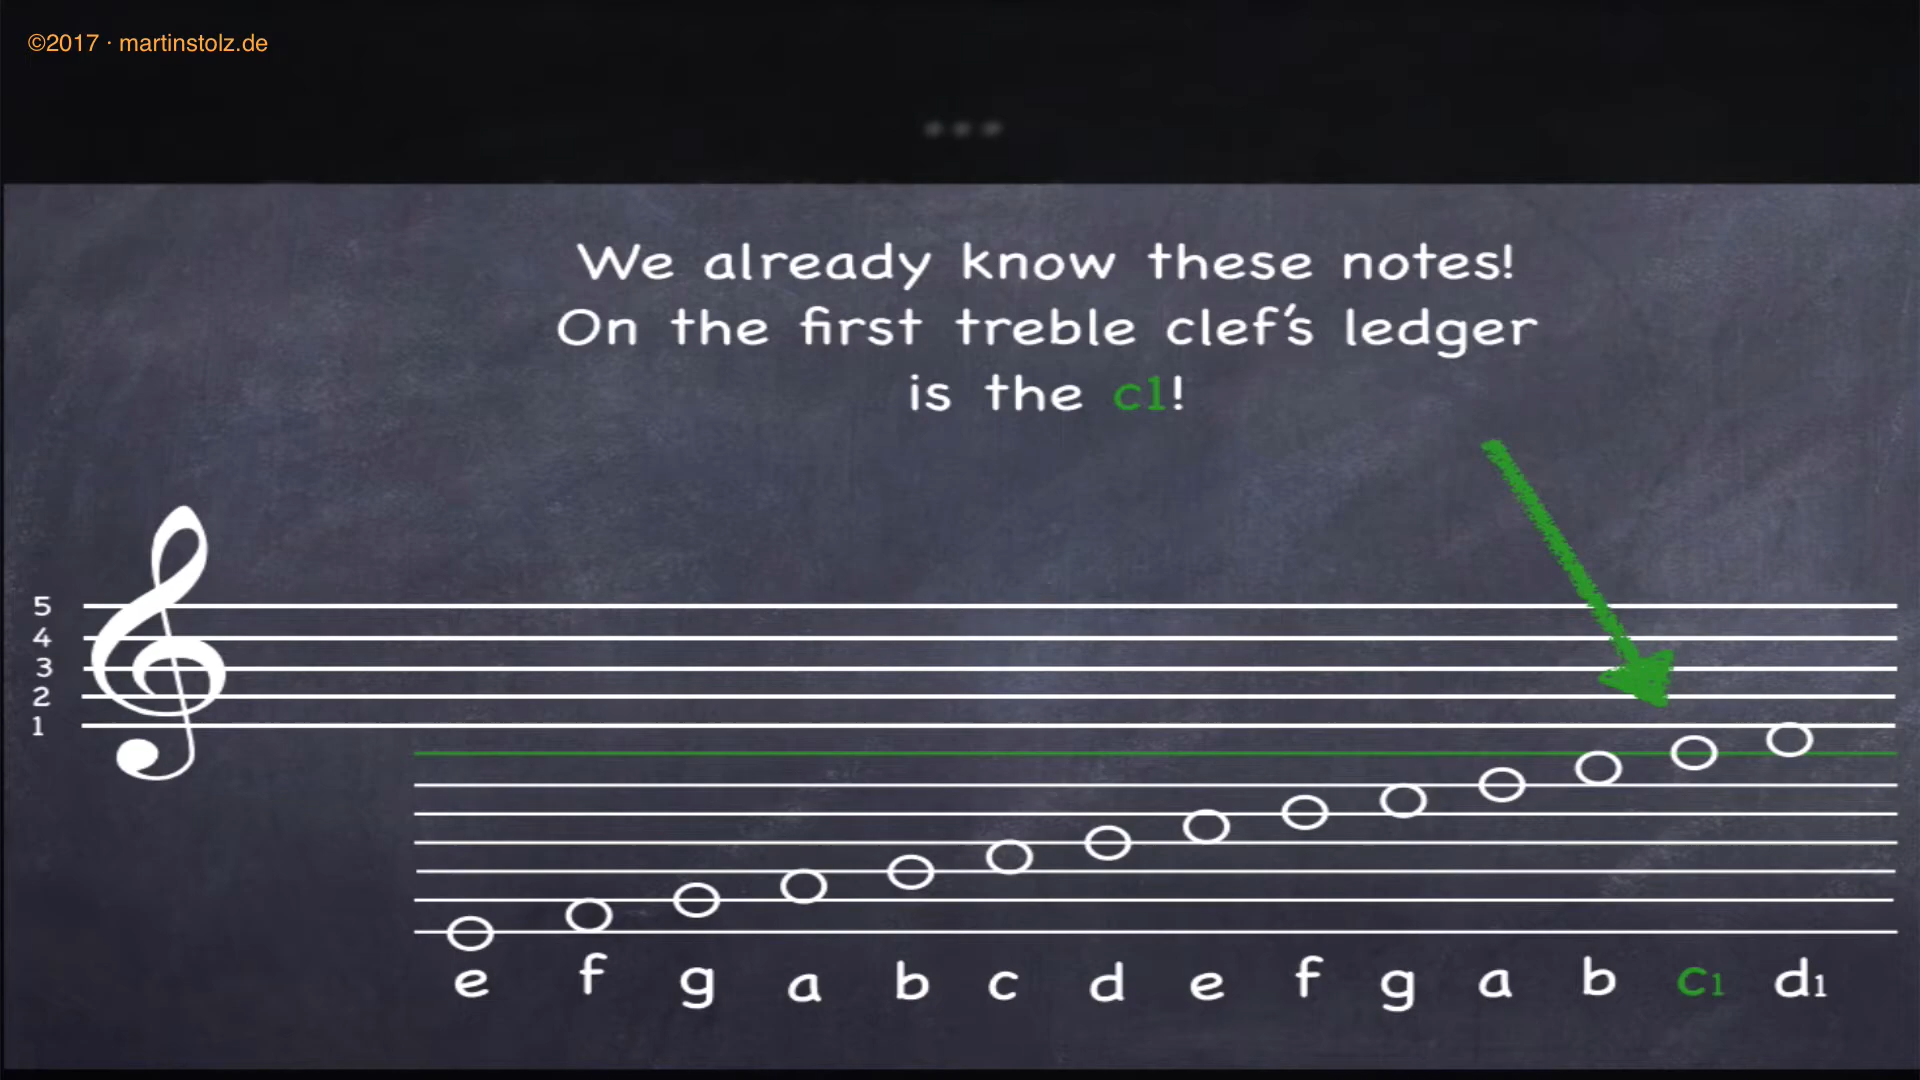 ©2017 · martinstolz.de
We already know these notes!
On the first treble clef's ledger
is the c1!
5
4
3
2
1
e f g a b c d e f g a b c1 d1